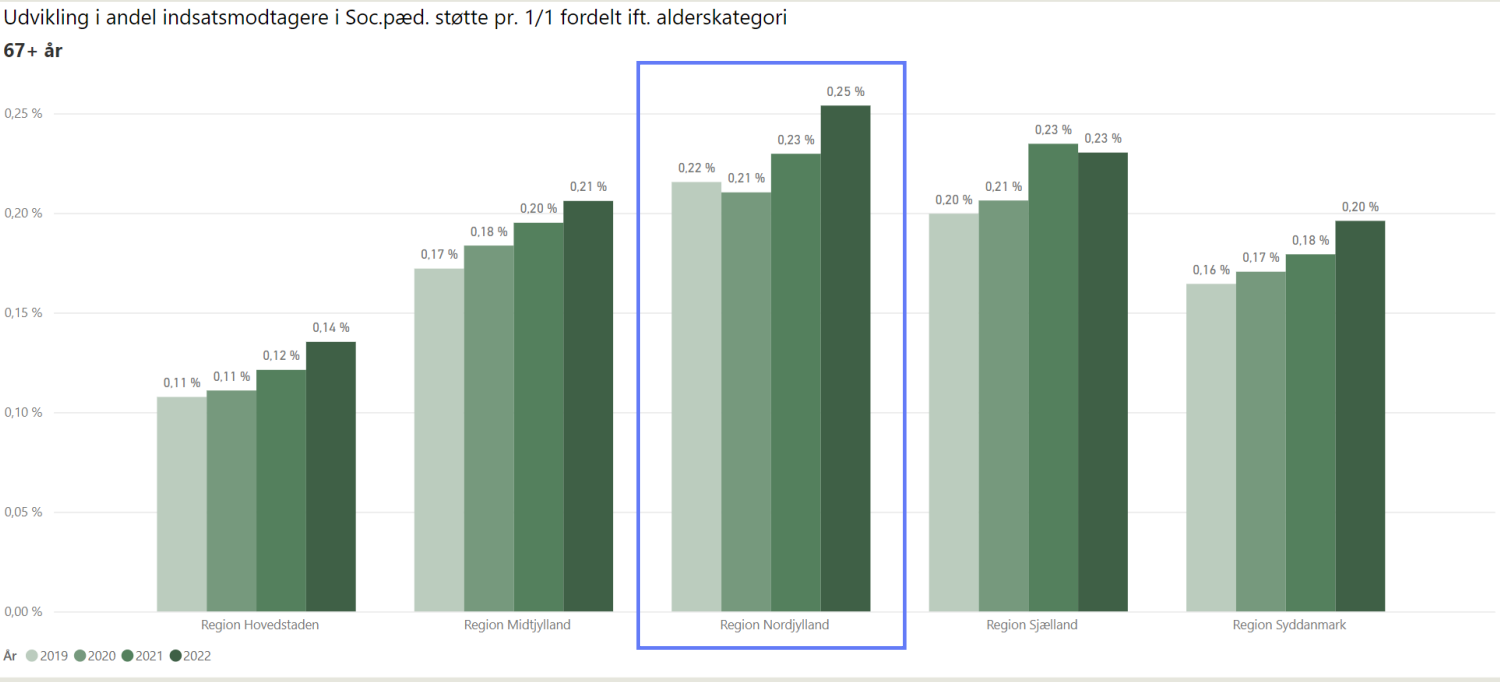 Udvikling i andel indsatsmodtagere i Soc.pæd. støtte pr. 1/1 fordelt ift. alderskategori
67+ år
0,25 %
0,20 %
0,15 %
0,10 %
0,05 %
0,00 %
0,11 % 0,11 % 0,12 % 0,14 %
0,17 % 0,18 % 0,20 % 0,21 %
0,22 % 0,21 % 0,23 % 0,25 %
0,20 % 0,21 % 0,23 % 0,23 %
0,16 % 0,17 % 0,18 % 0,20 %
Region Hovedstaden Region Midtjylland Region Nordjylland Region Sjælland Region Syddanmark
År 2019 2020 2021 2022